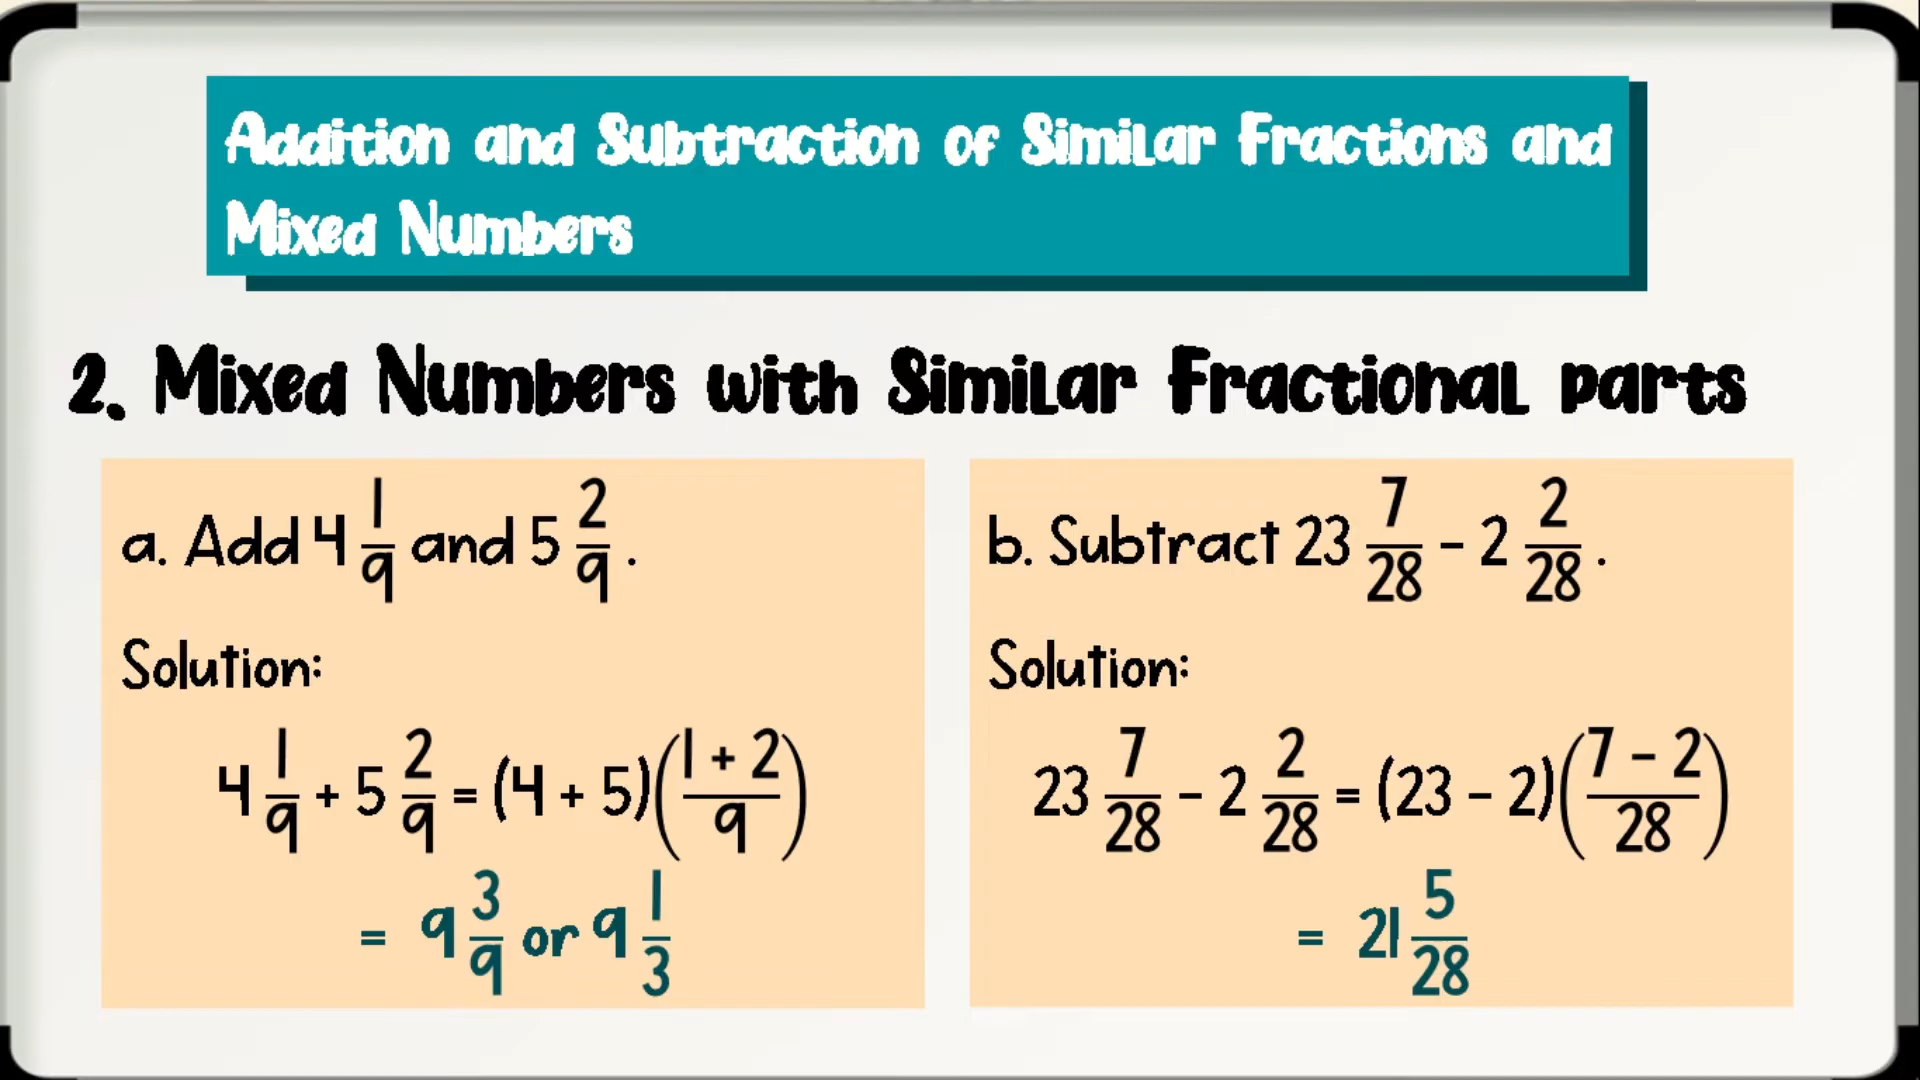 Addition and Subtraction of Similar Fractions and
Mixed Numbers
2. Mixed Numbers with Similar Fractional parts
a. Add 4 1/9 and 5 2/9 .
Solution:
4 1/9 + 5 2/9 = (4 + 5)((1 + 2)/9)
= 9 3/9 or 9 1/3
b. Subtract 23 7/28 - 2 2/28 .
Solution:
23 7/28 - 2 2/28 = (23 - 2)((7 - 2)/28)
= 21 5/28